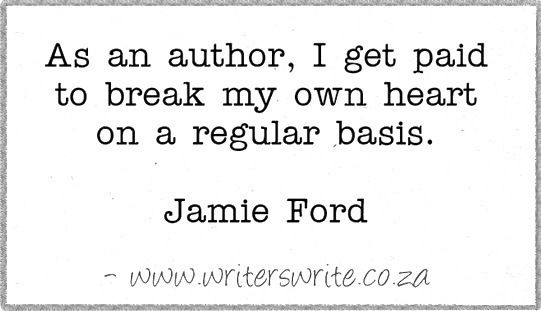 As an author, I get paid
to break my own heart
on a regular basis.
Jamie Ford
- www.writerswrite.co.za